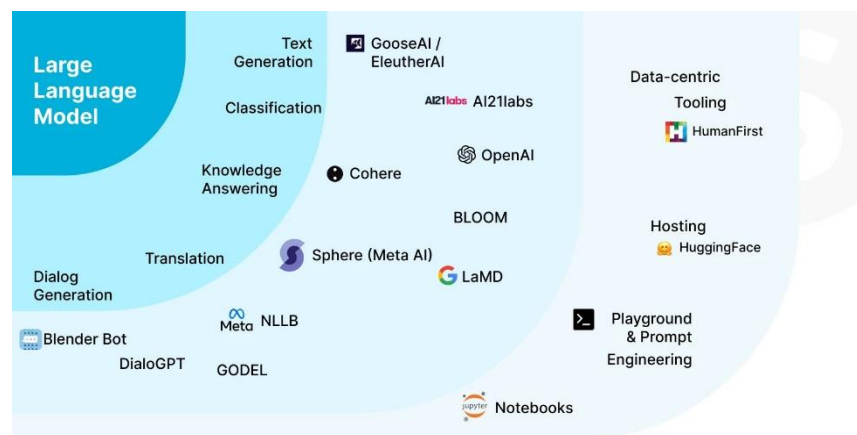 Large
Language
Model
Text
Generation
Classification
Knowledge
Answering
Translation
Dialog
Generation
GooseAI /
EleutherAI
AI21labs AI21labs
OpenAI
Cohere
BLOOM
Sphere (Meta AI)
LaMD
Meta NLLB
Blender Bot
DialoGPT
GODEL
Data-centric
Tooling
HumanFirst
Hosting
HuggingFace
Playground
& Prompt
Engineering
jupyter Notebooks